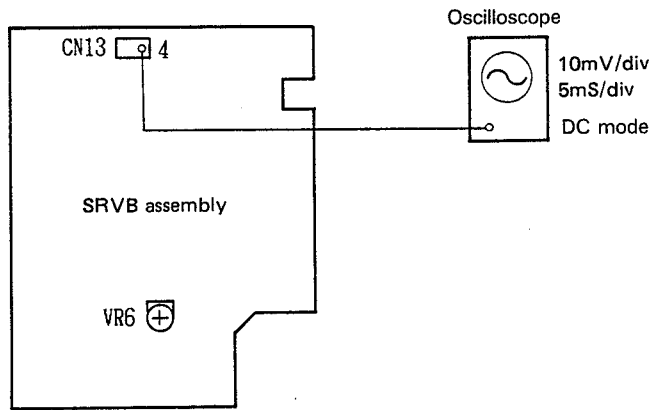 Oscilloscope
CN13 4
10mV/div
5mS/div
DC mode
SRVB assembly
VR6